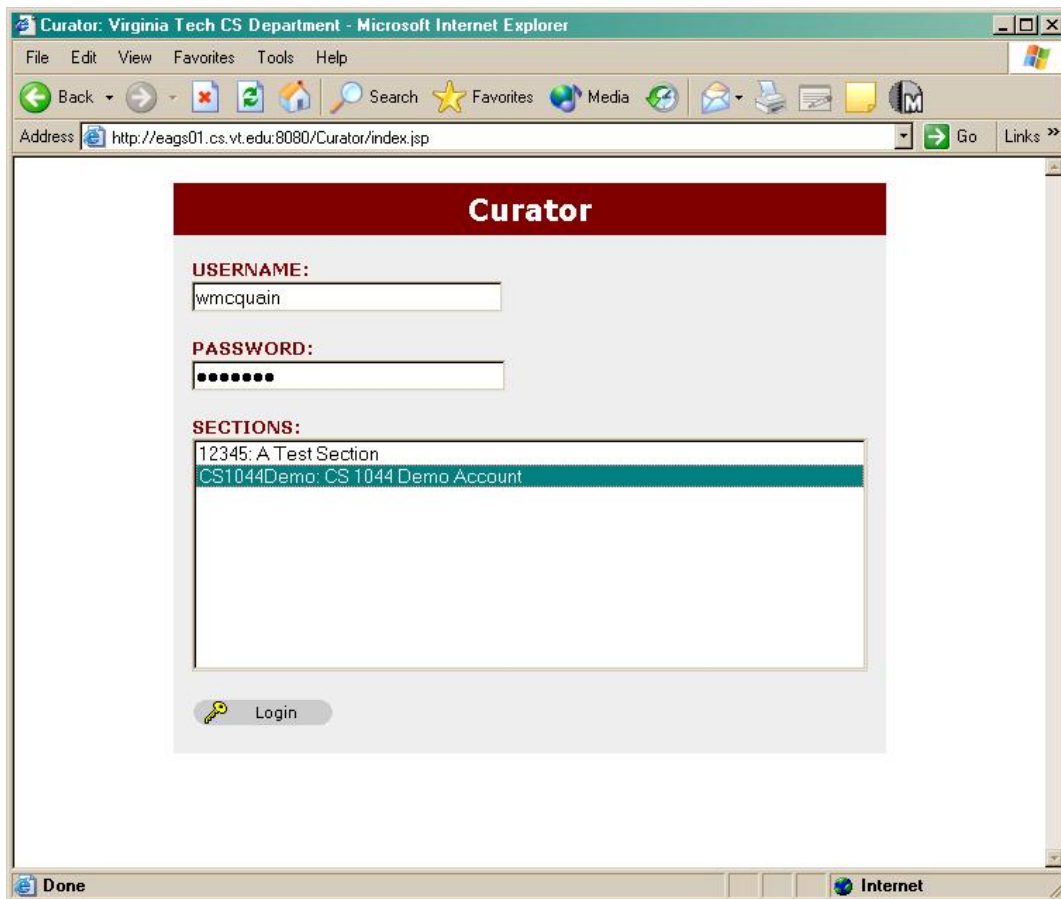 Curator: Virginia Tech CS Department - Microsoft Internet Explorer
File Edit View Favorites Tools Help
Back Search Favorites Media
Address http://eags01.cs.vt.edu:8080/Curator/index.jsp Go Links »
Curator
USERNAME:
wmcquain
PASSWORD:
●●●●●●●
SECTIONS:
12345: A Test Section
CS1044Demo: CS 1044 Demo Account
Login
Done Internet